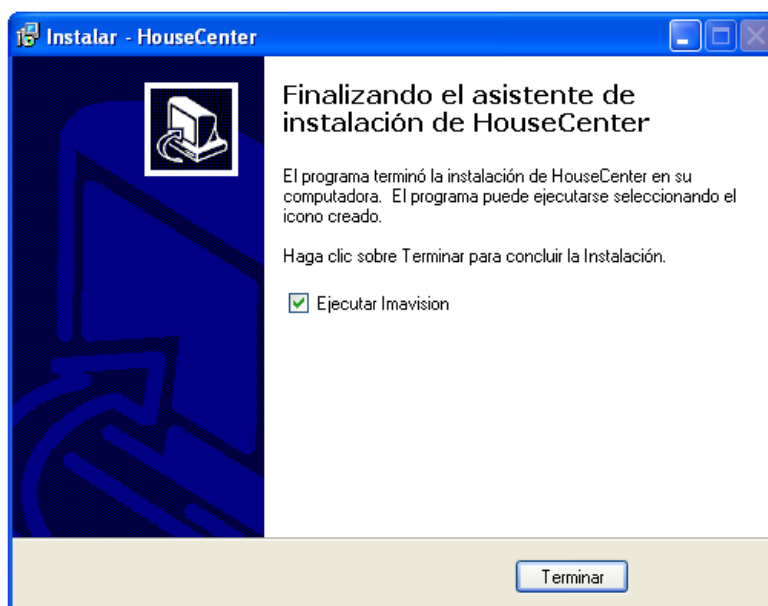 Instalar - HouseCenter
Finalizando el asistente de
instalación de HouseCenter
El programa terminó la instalación de HouseCenter en su
computadora. El programa puede ejecutarse seleccionando el
icono creado.
Haga clic sobre Terminar para concluir la Instalación.
Ejecutar Imavision
Terminar